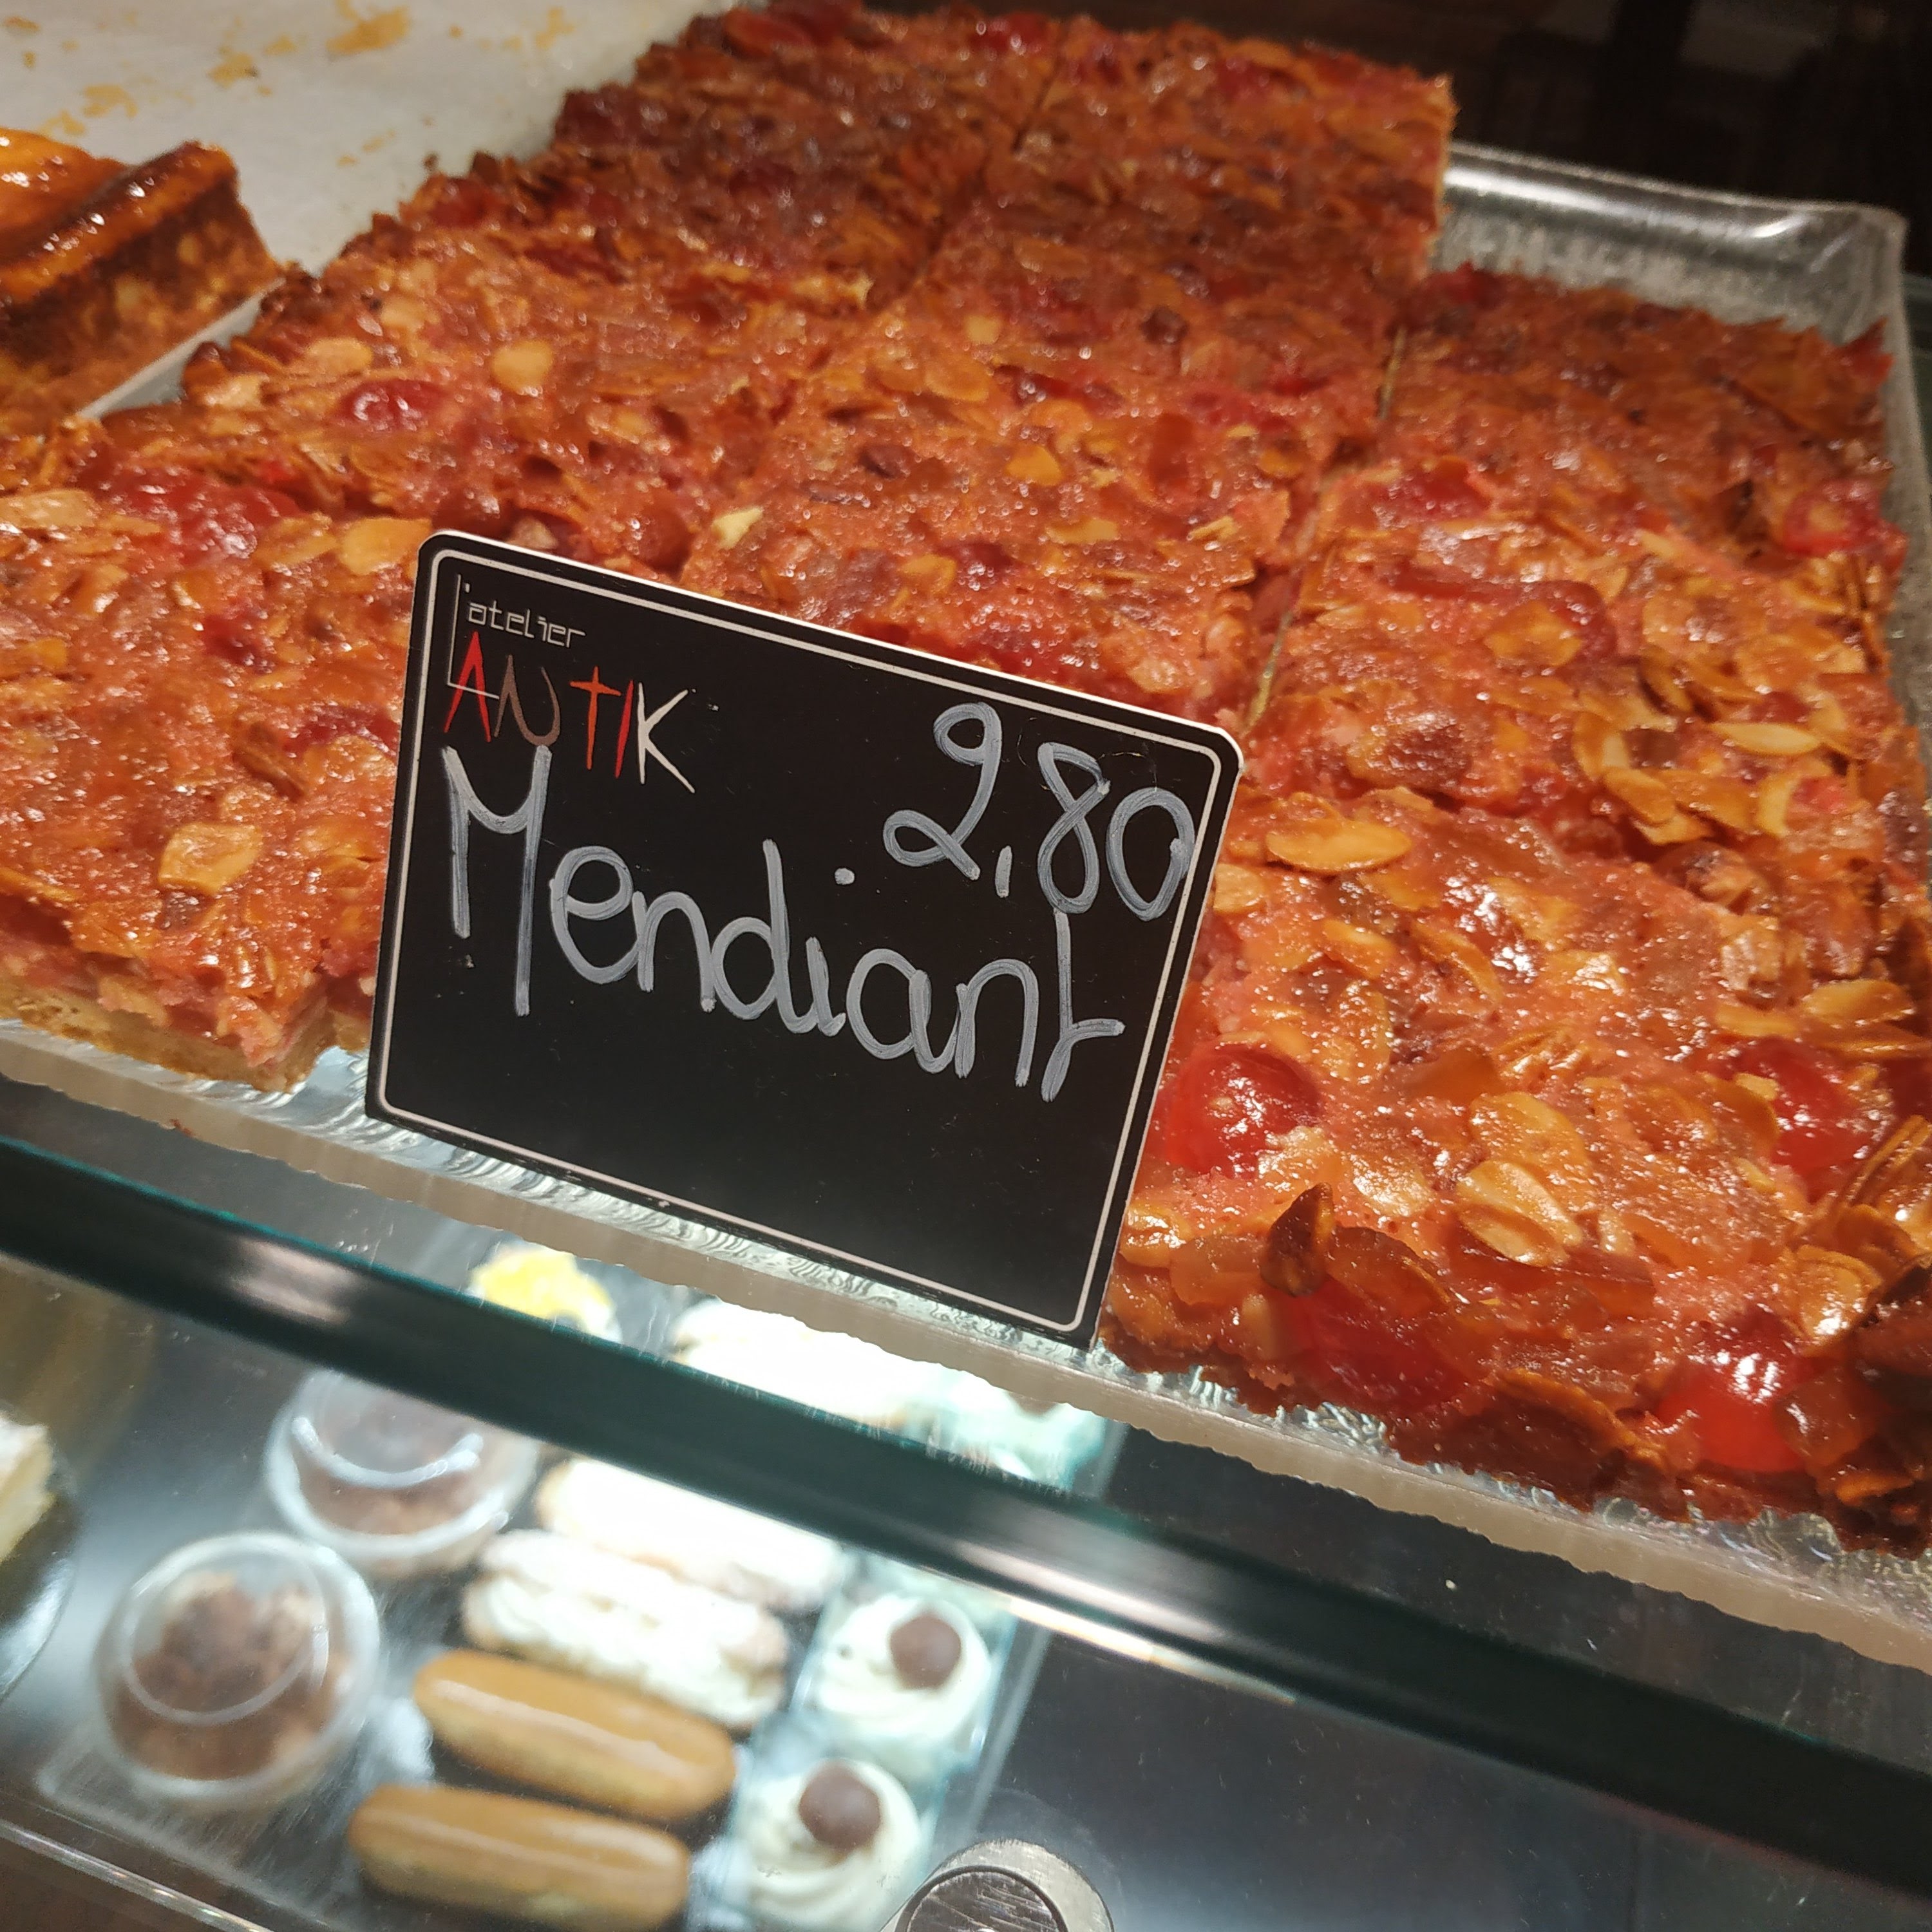 l'atelier
ANTIK
2,80
Mendiant